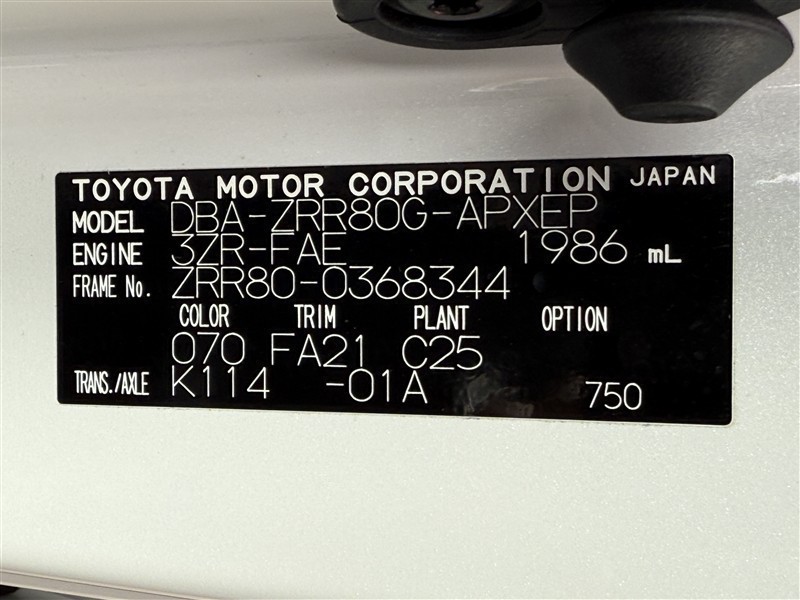 TOYOTA MOTOR CORPORATION JAPAN
MODEL DBA-ZRR80G-APXEP
ENGINE 3ZR-FAE 1986 mL
FRAME No. ZRR80-0368344
COLOR TRIM PLANT OPTION
070 FA21 C25
TRANS./AXLE K114 -01A 750